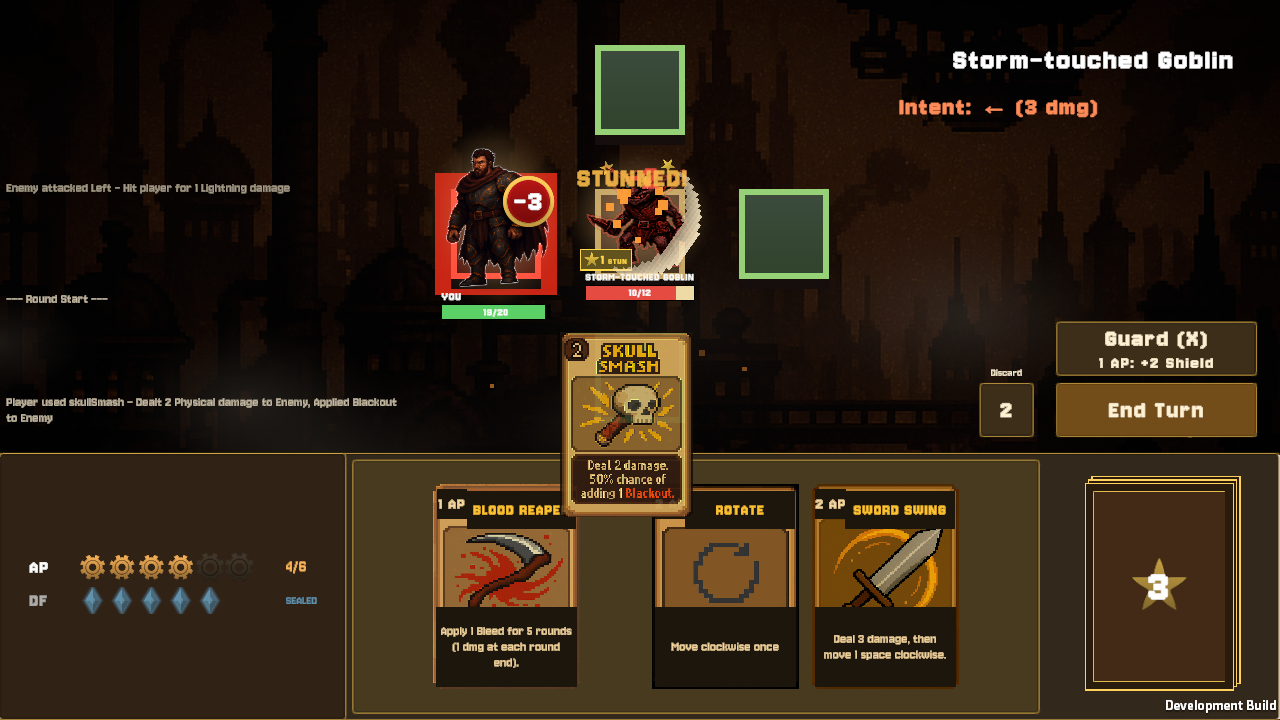 Storm-touched Goblin
Intent: ← (3 dmg)
STUNNED!
Enemy attacked Left - Hit player for 1 Lightning damage
-3
1 STUN
STORM-TOUCHED GOBLIN
10/12
YOU
19/20
--- Round Start ---
Guard (X)
1 AP: +2 Shield
2
SKULL
SMASH
Discard
2
End Turn
Player used skullSmash - Dealt 2 Physical damage to Enemy, Applied Blackout
to Enemy
Deal 2 damage.
50% chance of
adding 1 Blackout.
1 AP
BLOOD REAPE
ROTATE
2 AP
SWORD SWING
AP
4/6
DF
SEALED
3
Apply 1 Bleed for 5 rounds
(1 dmg at each round
end).
Move clockwise once
Deal 3 damage, then
move 1 space clockwise.
Development Build